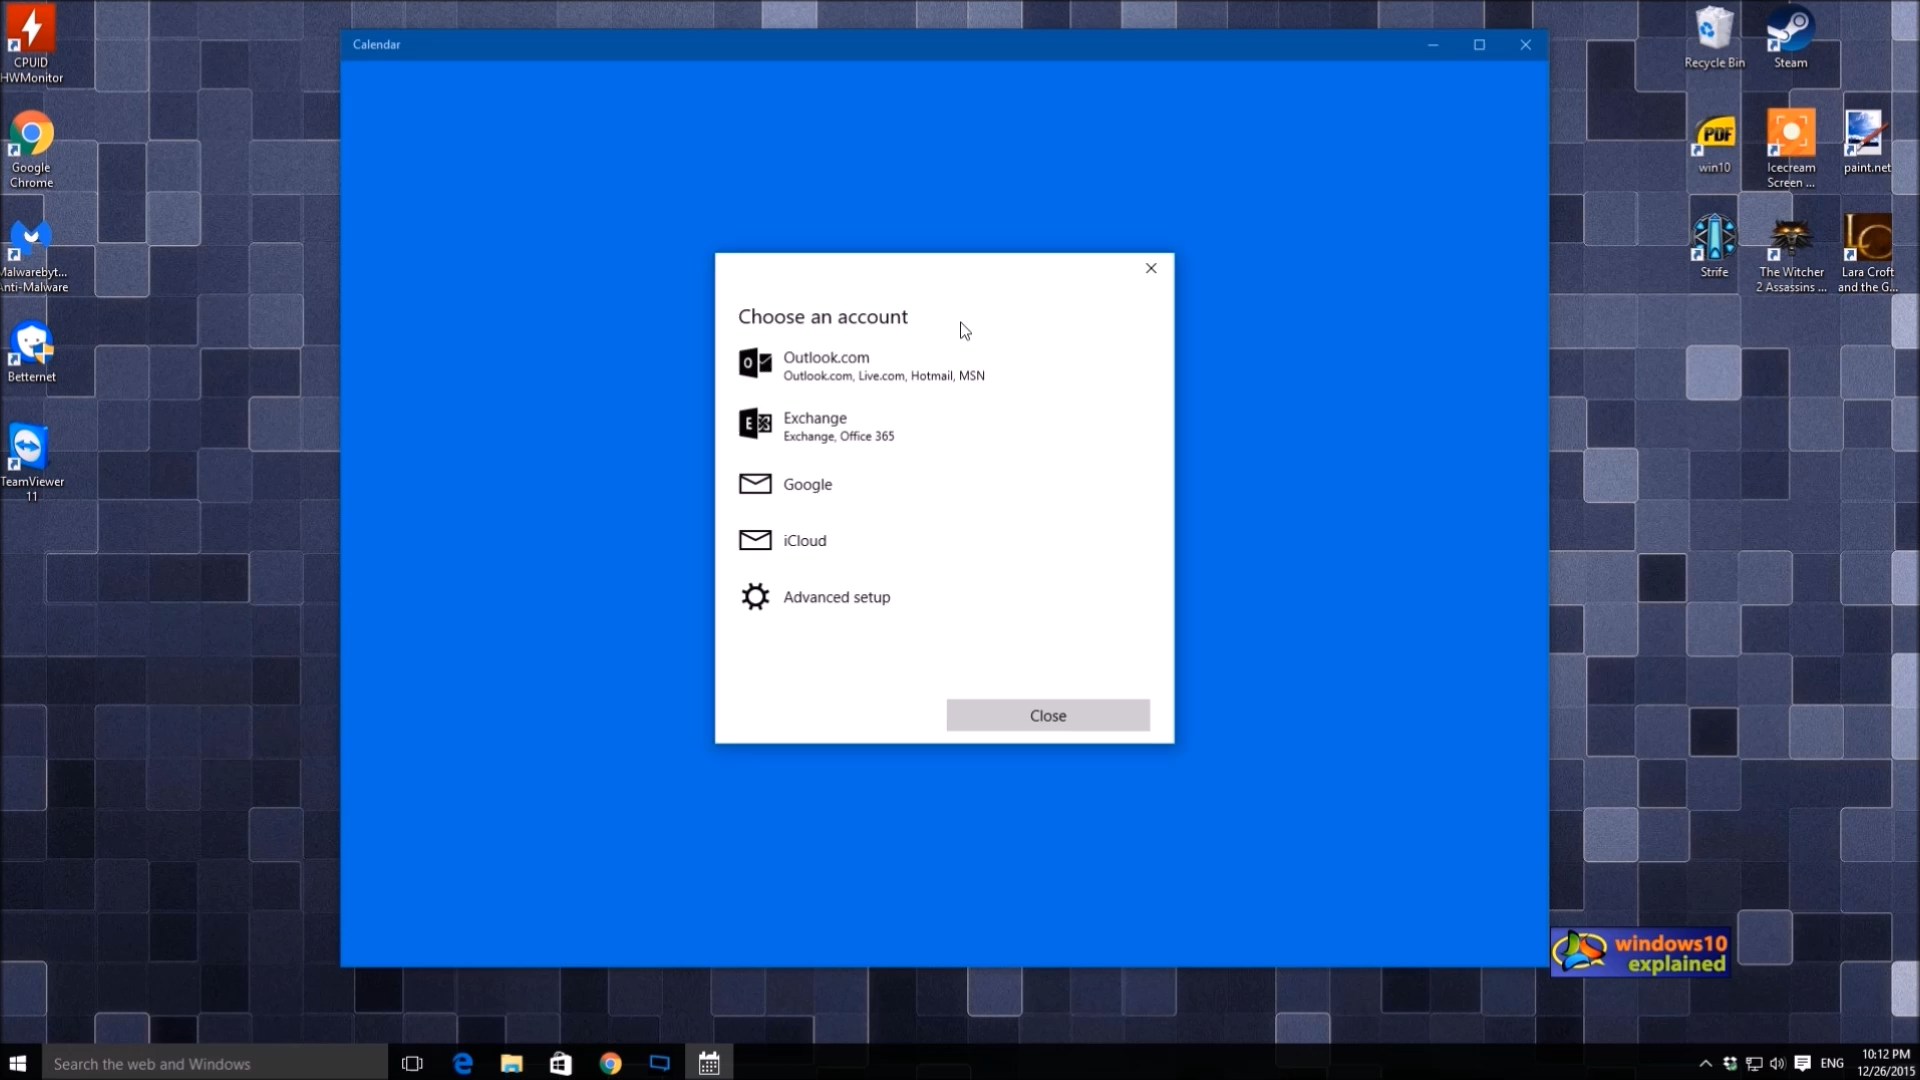 CPUID
HWMonitor
Google
Chrome
Malwarebyt...
Anti-Malware
Betternet
TeamViewer
11
Calendar
Choose an account
Outlook.com
Outlook.com, Live.com, Hotmail, MSN
Exchange
Exchange, Office 365
Google
iCloud
Advanced setup
Close
Recycle Bin
Steam
PDF
win10
Icecream
Screen ...
paint.net
Strife
The Witcher
2 Assassins ...
Lara Croft
and the G...
windows10
explained
Search the web and Windows
ENG
10:12 PM
12/26/2015